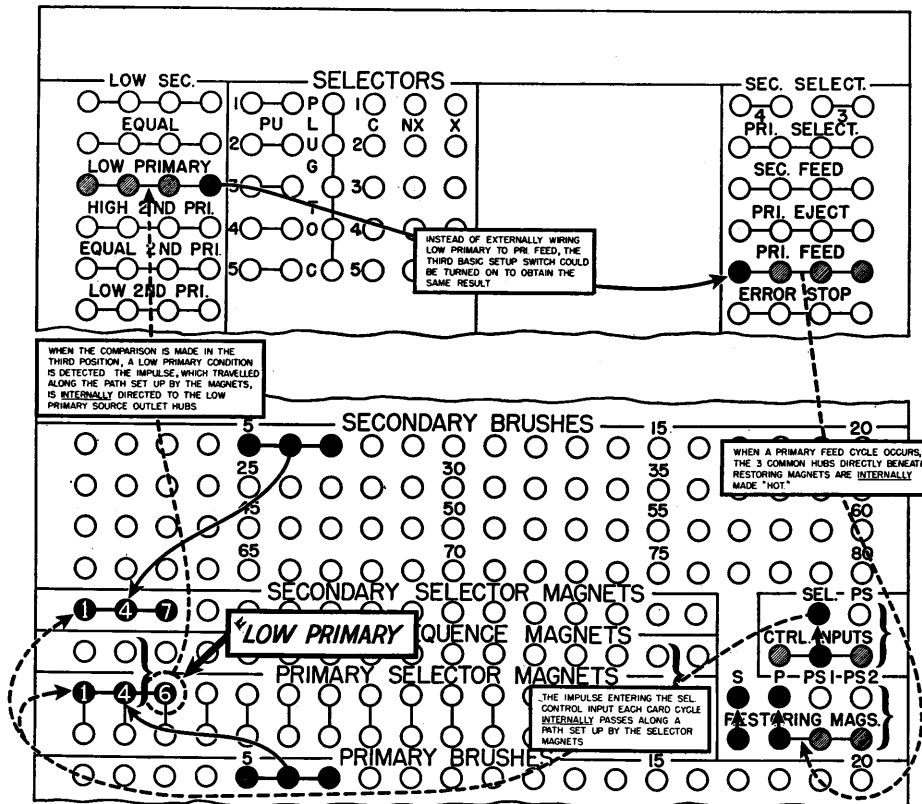 LOW SEC.
EQUAL
LOW PRIMARY
HIGH 2ND PRI.
EQUAL 2ND PRI.
LOW 2ND PRI.
SELECTORS
1 P 1
PU L C NX X
2 U 2
G
3 3
T
4 O 4
5 C 5
SEC. SELECT.
4 3
PRI. SELECT.
SEC. FEED
PRI. EJECT
PRI. FEED
ERROR STOP
INSTEAD OF EXTERNALLY WIRING
LOW PRIMARY TO PRI. FEED, THE
THIRD BASIC SETUP SWITCH COULD
BE TURNED ON TO OBTAIN THE
SAME RESULT
WHEN THE COMPARISON IS MADE IN THE
THIRD POSITION, A LOW PRIMARY CONDITION
IS DETECTED THE IMPULSE, WHICH TRAVELLED
ALONG THE PATH SET UP BY THE MAGNETS,
IS INTERNALLY DIRECTED TO THE LOW
PRIMARY SOURCE OUTLET HUBS
SECONDARY BRUSHES
5 15 20
25 30 35
WHEN A PRIMARY FEED CYCLE OCCURS,
THE 3 COMMON HUBS DIRECTLY BENEAT
RESTORING MAGNETS ARE INTERNALLY
MADE "HOT."
45 50 55 60
65 70 75 80
SECONDARY SELECTOR MAGNETS
1 4 7
"LOW PRIMARY"
EQUENCE MAGNETS
PRIMARY SELECTOR MAGNETS
1 4 6
SEL-PS
CTRL. INPUTS
S P-PS1-PS2
RESTORING MAGS.
THE IMPULSE ENTERING THE SEL.
CONTROL INPUT EACH CARD CYCLE
INTERNALLY PASSES ALONG A
PATH SET UP BY THE SELECTOR
MAGNETS
PRIMARY BRUSHES
5 15 20